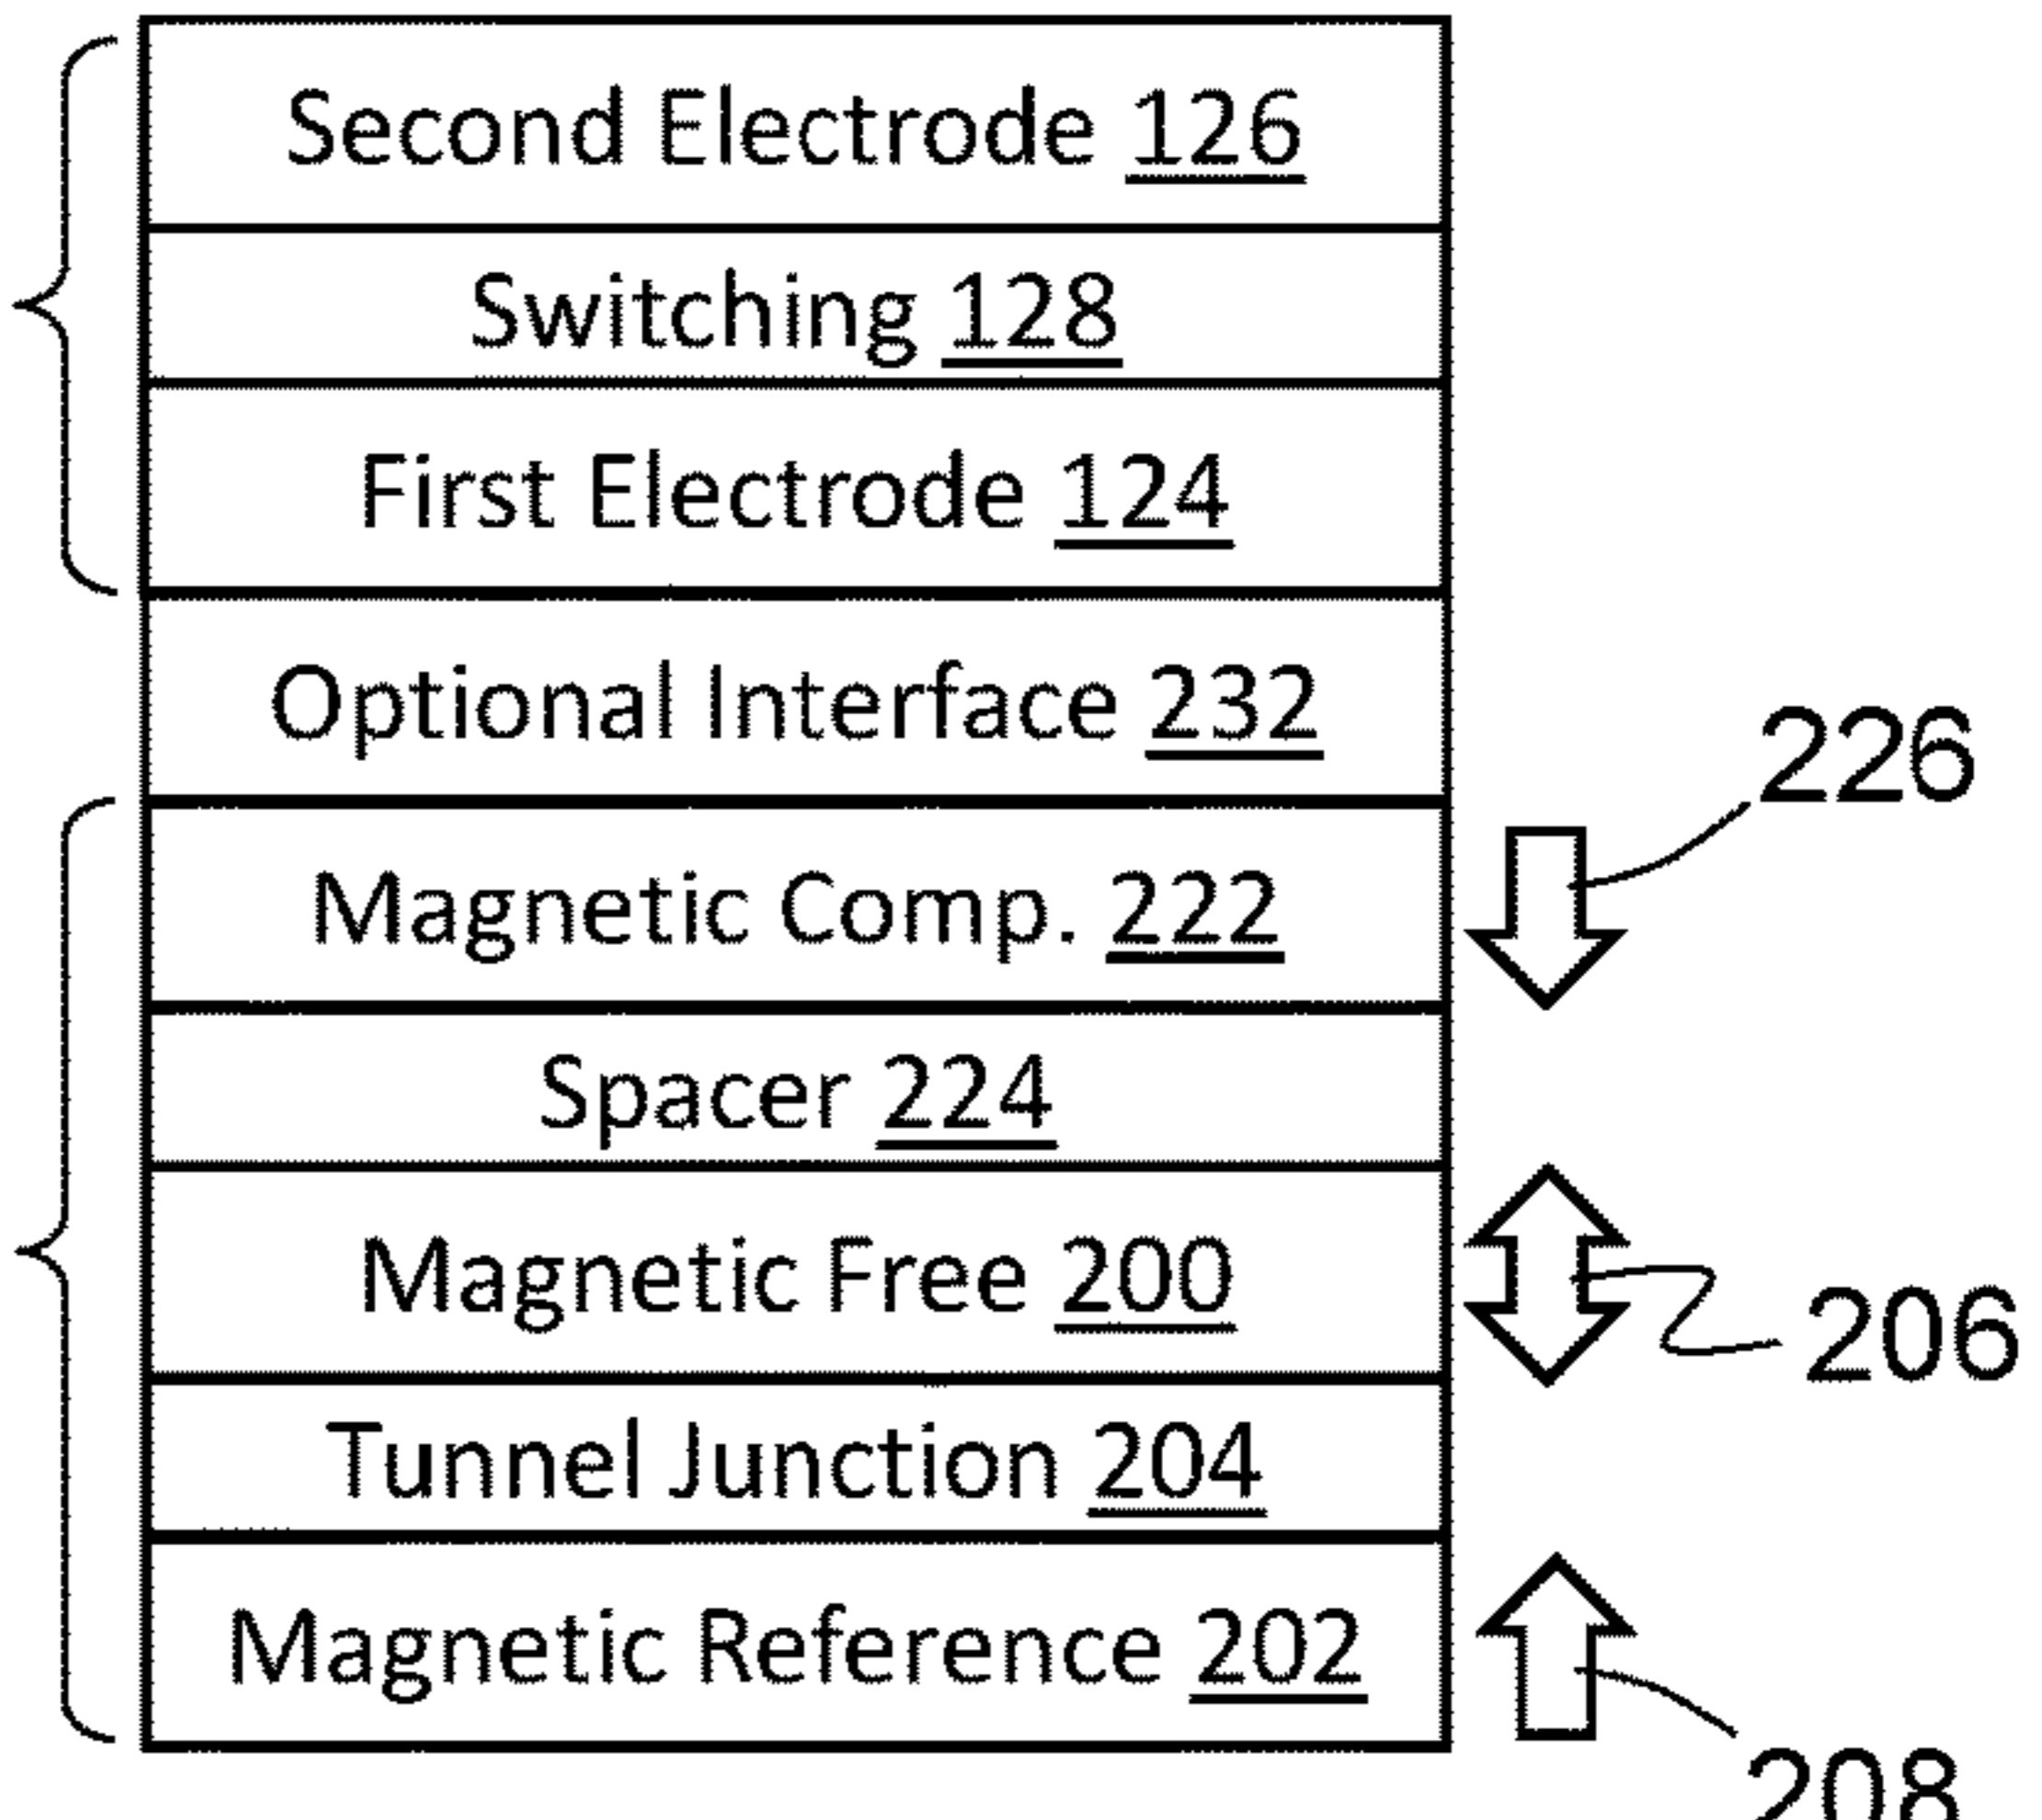 Second Electrode 126
Switching 128
First Electrode 124
Optional Interface 232
226
Magnetic Comp. 222
Spacer 224
Magnetic Free 200
206
Tunnel Junction 204
Magnetic Reference 202
208